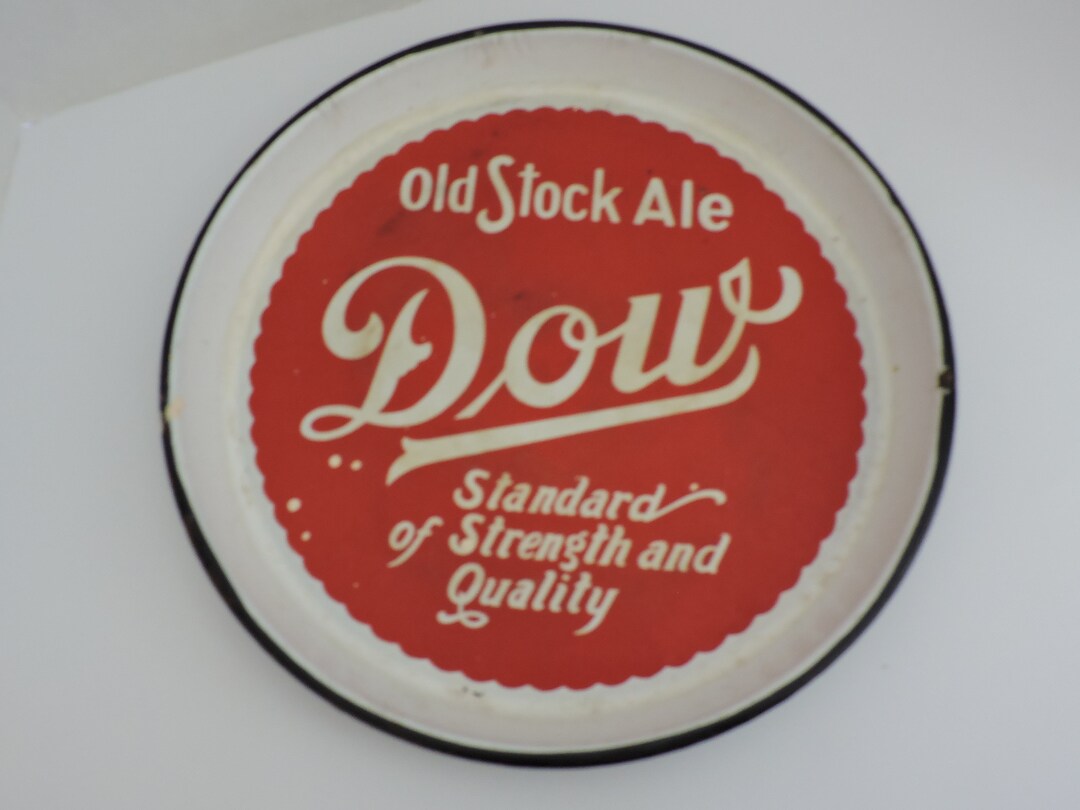 Old Stock Ale
Dow
Standard
of Strength and
Quality